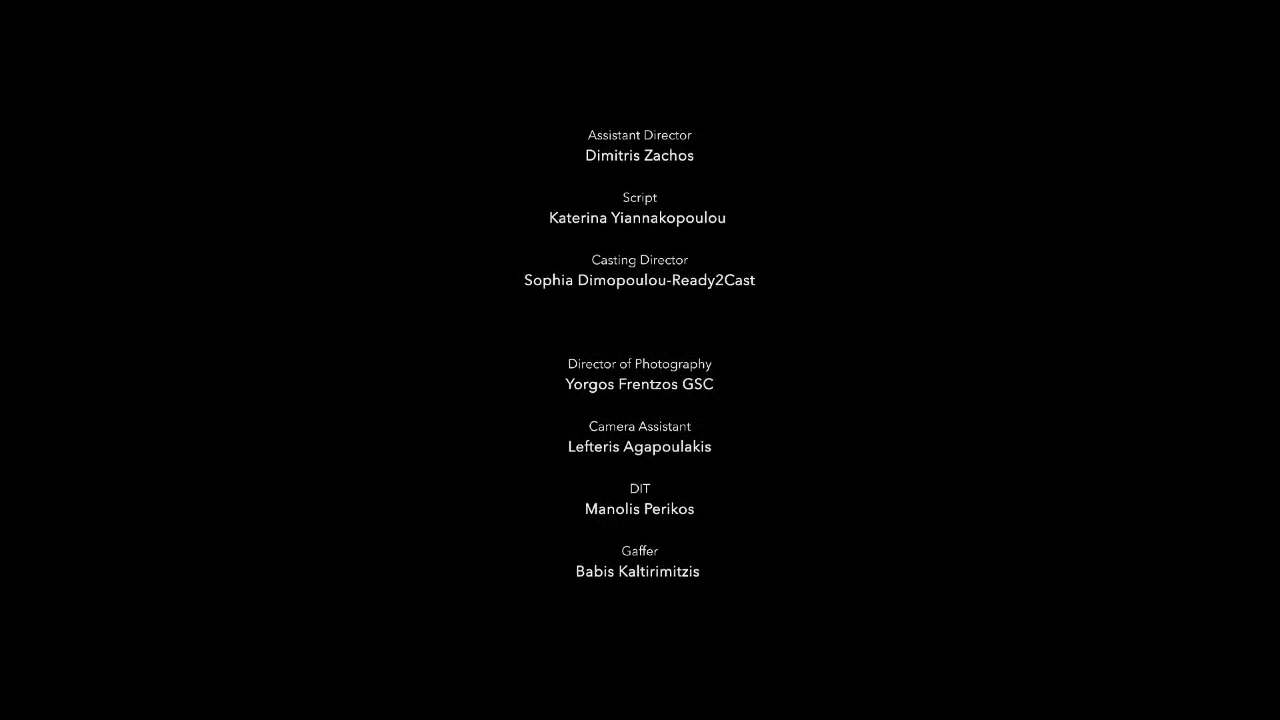 Assistant Director
Dimitris Zachos
Script
Katerina Yiannakopoulou
Casting Director
Sophia Dimopoulou-Ready2Cast
Director of Photography
Yorgos Frentzos GSC
Camera Assistant
Lefteris Agapoulakis
DIT
Manolis Perikos
Gaffer
Babis Kaltirimitzis